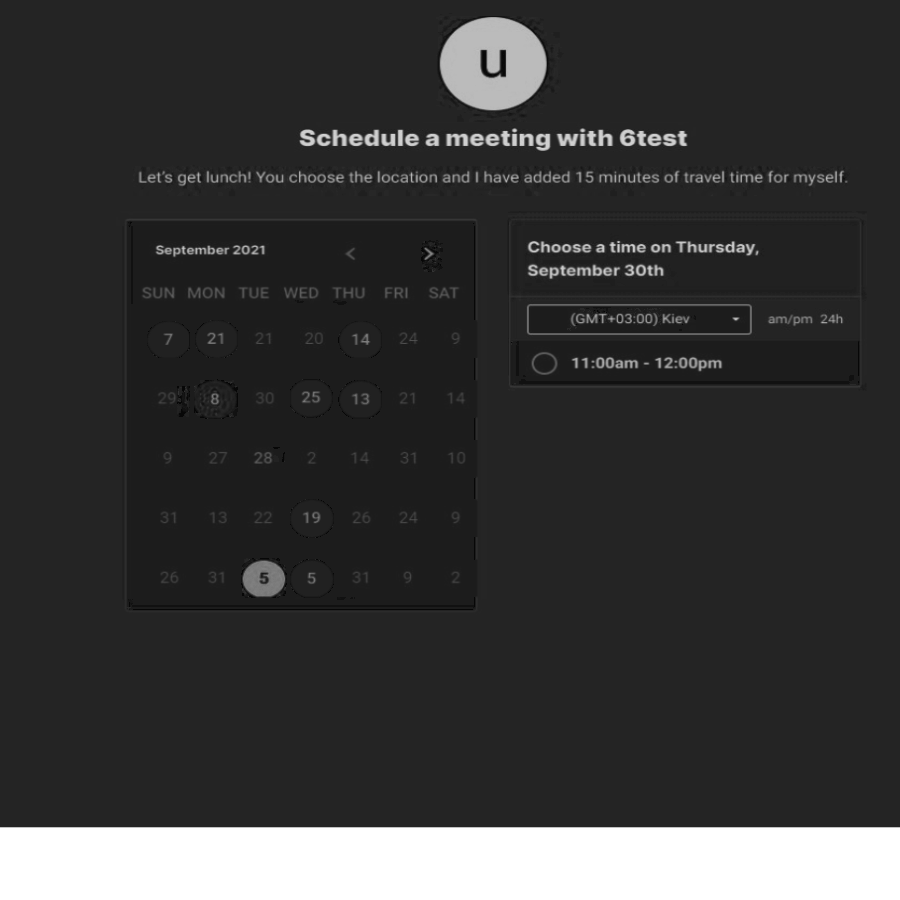 u
Schedule a meeting with 6test
Let's get lunch! You choose the location and I have added 15 minutes of travel time for myself.
September 2021 < >
SUN MON TUE WED THU FRI SAT
7 21 21 20 14 24 9
29 8 30 25 13 21 14
9 27 28 2 14 31 10
31 13 22 19 26 24 9
26 31 5 5 31 9 2
Choose a time on Thursday,
September 30th
(GMT+03:00) Kiev am/pm 24h
11:00am - 12:00pm